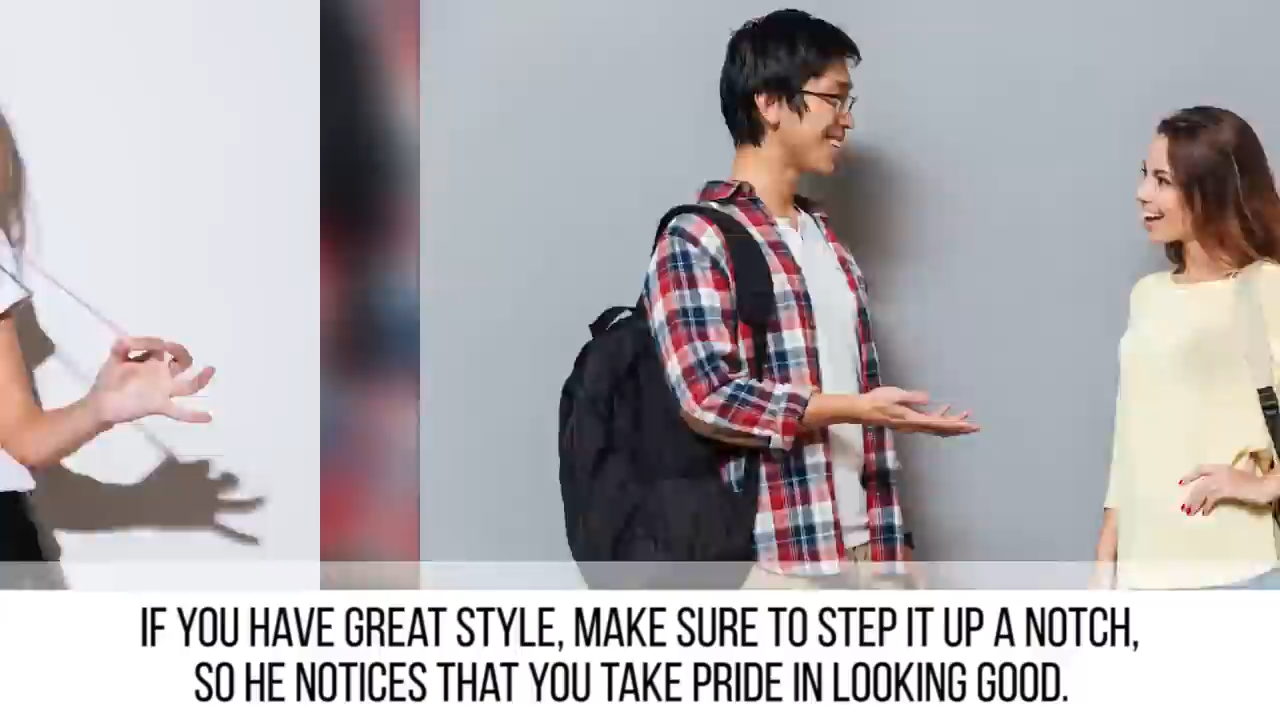 IF YOU HAVE GREAT STYLE, MAKE SURE TO STEP IT UP A NOTCH,
SO HE NOTICES THAT YOU TAKE PRIDE IN LOOKING GOOD.